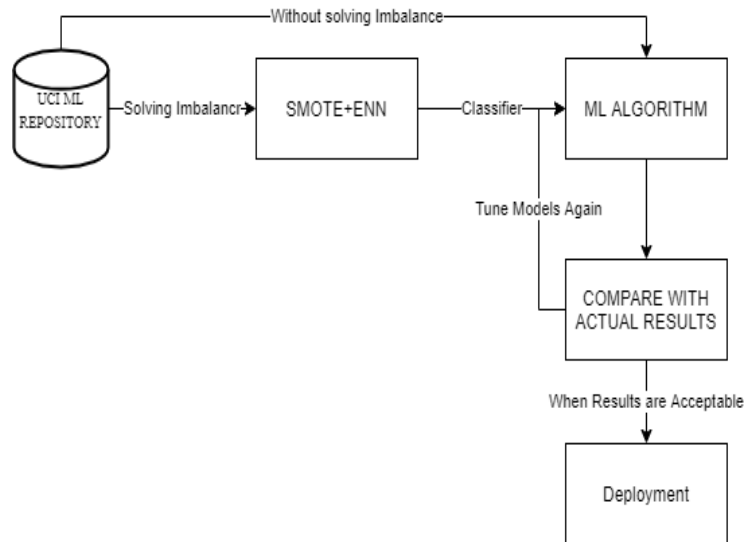 Without solving Imbalance
UCI ML
REPOSITORY
Solving Imbalancr
SMOTE+ENN
Classifier
ML ALGORITHM
Tune Models Again
COMPARE WITH
ACTUAL RESULTS
When Results are Acceptable
Deployment